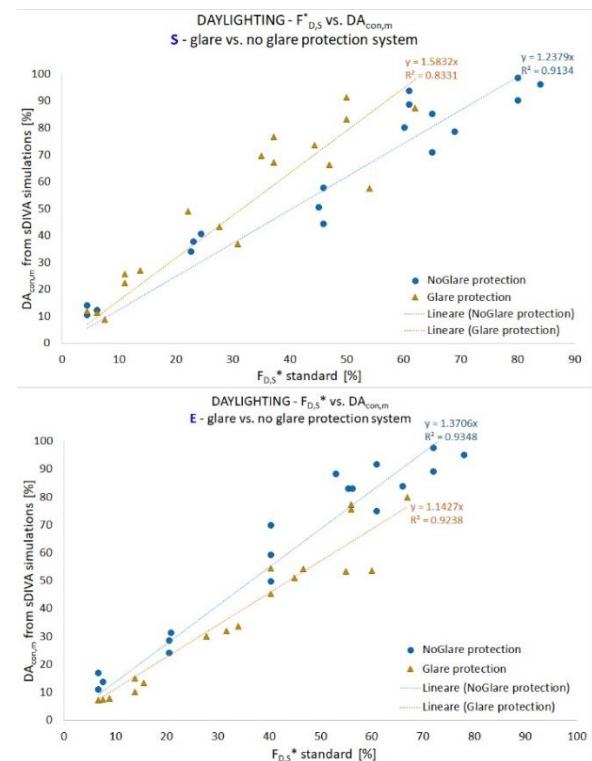 DAYLIGHTING - F*D,S vs. DAcon,m
S - glare vs. no glare protection system
y = 1.5832x
R² = 0.8331
y = 1.2379x
R² = 0.9134
DAcon,m from sDIVA simulations [%]
100
90
80
70
60
50
40
30
20
10
0
NoGlare protection
Glare protection
Lineare (NoGlare protection)
Lineare (Glare protection)
0 10 20 30 40 50 60 70 80 90
FD,S* standard [%]
DAYLIGHTING - FD,S* vs. DAcon,m
E - glare vs. no glare protection system
y = 1.3706x
R² = 0.9348
y = 1.1427x
R² = 0.9238
DAcon,m from sDIVA simulations [%]
100
90
80
70
60
50
40
30
20
10
0
NoGlare protection
Glare protection
Lineare (NoGlare protection)
Lineare (Glare protection)
0 10 20 30 40 50 60 70 80 90 100
FD,S* standard [%]